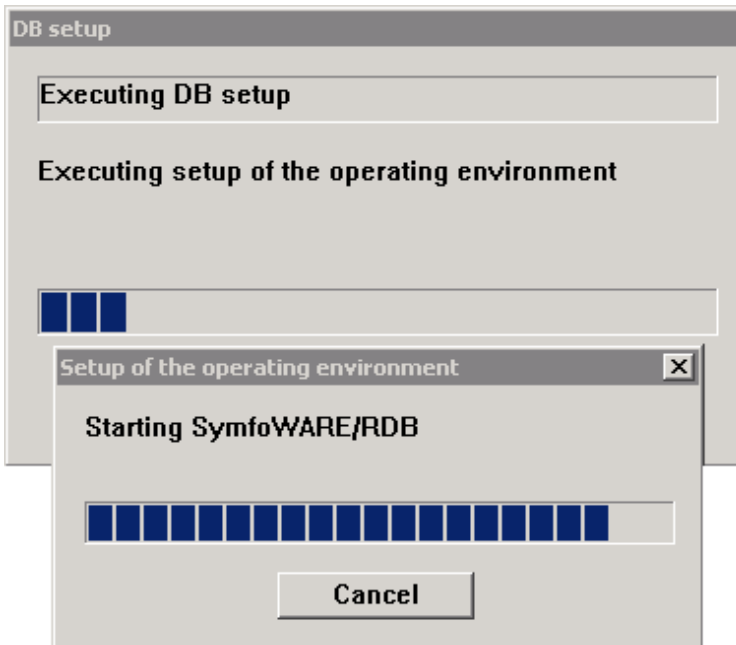 DB setup
Executing DB setup
Executing setup of the operating environment
Setup of the operating environment
Starting SymfoWARE/RDB
Cancel